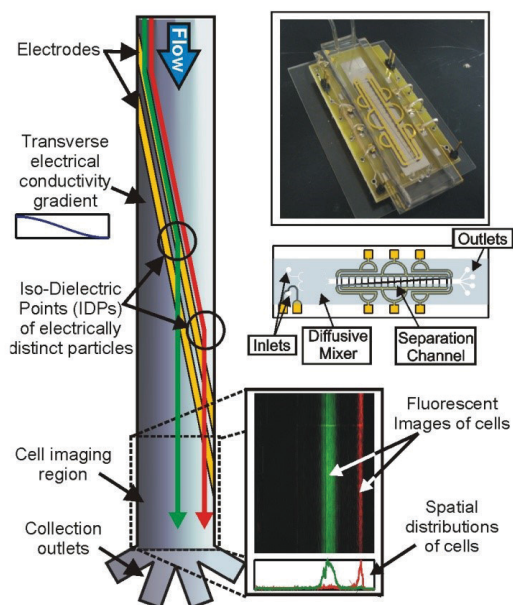 Electrodes
Flow
Transverse
electrical
conductivity
gradient
Iso-Dielectric
Points (IDPs)
of electrically
distinct particles
Cell imaging
region
Collection
outlets
Outlets
Inlets
Diffusive
Mixer
Separation
Channel
Fluorescent
Images of cells
Spatial
distributions
of cells